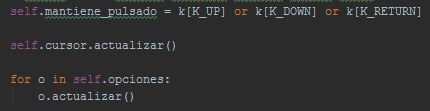 self.mantiene_pulsado = k[K_UP] or k[K_DOWN] or k[K_RETURN]
self.cursor.actualizar()
for o in self.opciones:
o.actualizar()